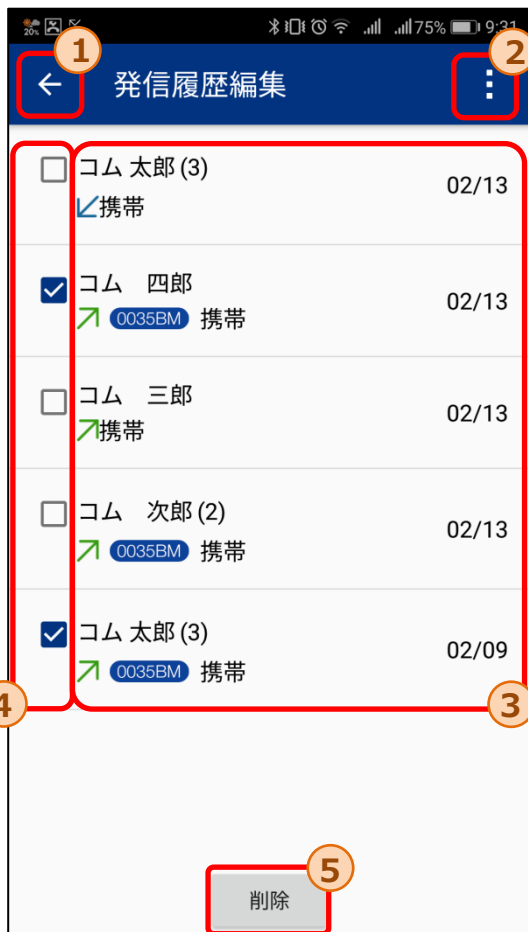 20%
75% 9:31
1
2
発信履歴編集
コム 太郎 (3)
02/13
携帯
コム　四郎
02/13
0035BM 携帯
コム　三郎
02/13
携帯
コム　次郎 (2)
02/13
0035BM 携帯
コム 太郎 (3)
02/09
0035BM 携帯
4
3
5
削除